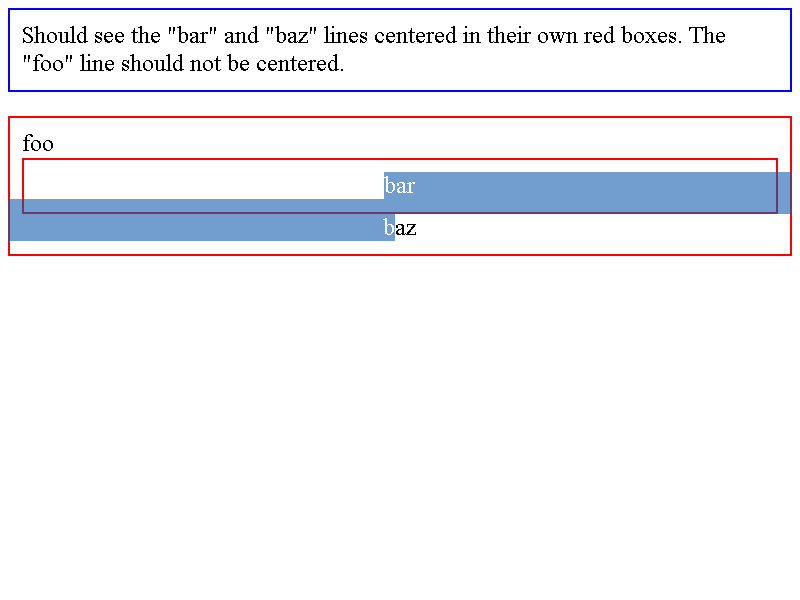 Should see the "bar" and "baz" lines centered in their own red boxes. The
"foo" line should not be centered.
foo
bar
baz